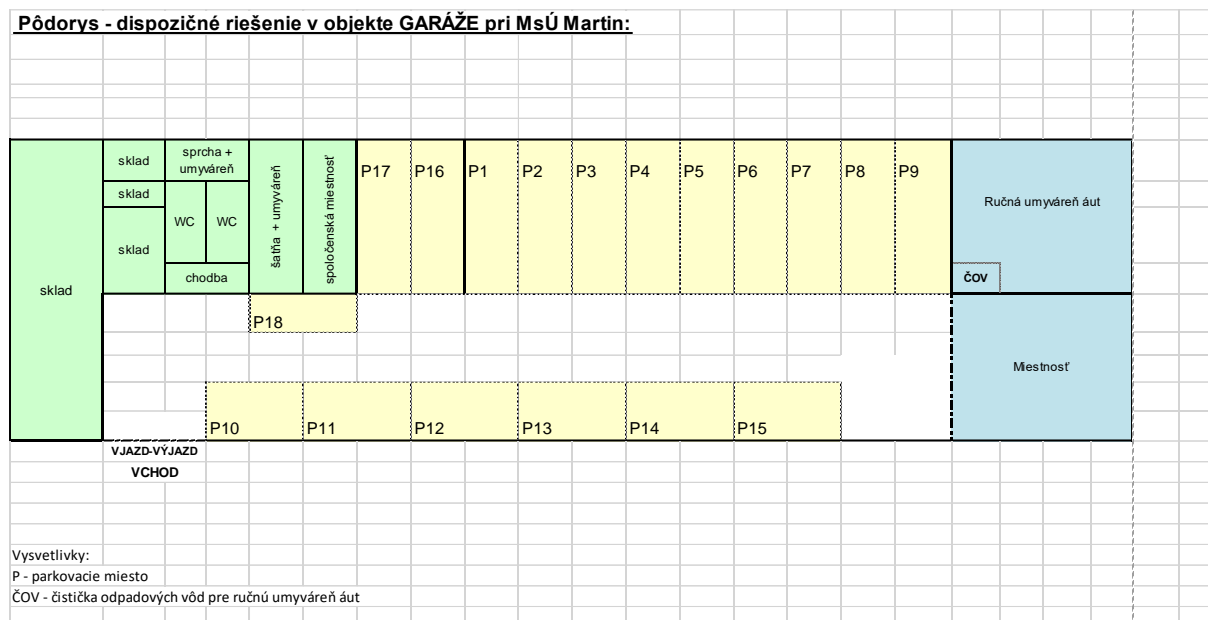 Pôdorys - dispozičné riešenie v objekte GARÁŽE pri MsÚ Martin:
sklad
sklad
sklad
sklad
sprcha +
umyváreň
WC
WC
chodba
šatňa + umyváreň
spoločenská miestnosť
P17
P16
P1
P2
P3
P4
P5
P6
P7
P8
P9
Ručná umyváreň áut
ČOV
P18
Miestnosť
P10
P11
P12
P13
P14
P15
VJAZD-VÝJAZD
VCHOD
Vysvetlivky:
P - parkovacie miesto
ČOV - čistička odpadových vôd pre ručnú umyváreň áut